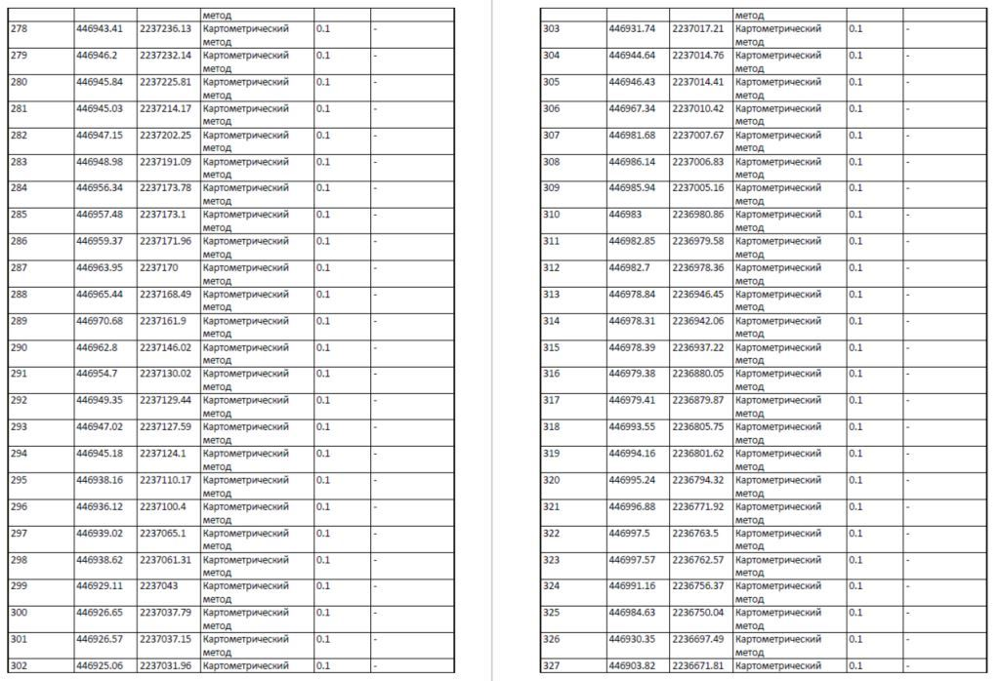 метод
278 446943.41 2237236.13 Картометрический 0.1 -
метод
279 446946.2 2237232.14 Картометрический 0.1 -
метод
280 446945.84 2237225.81 Картометрический 0.1 -
метод
281 446945.03 2237214.17 Картометрический 0.1 -
метод
282 446947.15 2237202.25 Картометрический 0.1 -
метод
283 446948.98 2237191.09 Картометрический 0.1 -
метод
284 446956.34 2237173.78 Картометрический 0.1 -
метод
285 446957.48 2237173.1 Картометрический 0.1 -
метод
286 446959.37 2237171.96 Картометрический 0.1 -
метод
287 446963.95 2237170 Картометрический 0.1 -
метод
288 446965.44 2237168.49 Картометрический 0.1 -
метод
289 446970.68 2237161.9 Картометрический 0.1 -
метод
290 446962.8 2237146.02 Картометрический 0.1 -
метод
291 446954.7 2237130.02 Картометрический 0.1 -
метод
292 446949.35 2237129.44 Картометрический 0.1 -
метод
293 446947.02 2237127.59 Картометрический 0.1 -
метод
294 446945.18 2237124.1 Картометрический 0.1 -
метод
295 446938.16 2237110.17 Картометрический 0.1 -
метод
296 446936.12 2237100.4 Картометрический 0.1 -
метод
297 446939.02 2237065.1 Картометрический 0.1 -
метод
298 446938.62 2237061.31 Картометрический 0.1 -
метод
299 446929.11 2237043 Картометрический 0.1 -
метод
300 446926.65 2237037.79 Картометрический 0.1 -
метод
301 446926.57 2237037.15 Картометрический 0.1 -
метод
302 446925.06 2237031.96 Картометрический 0.1 -
метод
303 446931.74 2237017.21 Картометрический 0.1 -
метод
304 446944.64 2237014.76 Картометрический 0.1 -
метод
305 446946.43 2237014.41 Картометрический 0.1 -
метод
306 446967.34 2237010.42 Картометрический 0.1 -
метод
307 446981.68 2237007.67 Картометрический 0.1 -
метод
308 446986.14 2237006.83 Картометрический 0.1 -
метод
309 446985.94 2237005.16 Картометрический 0.1 -
метод
310 446983 2236980.86 Картометрический 0.1 -
метод
311 446982.85 2236979.58 Картометрический 0.1 -
метод
312 446982.7 2236978.36 Картометрический 0.1 -
метод
313 446978.84 2236946.45 Картометрический 0.1 -
метод
314 446978.31 2236942.06 Картометрический 0.1 -
метод
315 446978.39 2236937.22 Картометрический 0.1 -
метод
316 446979.38 2236880.05 Картометрический 0.1 -
метод
317 446979.41 2236879.87 Картометрический 0.1 -
метод
318 446993.55 2236805.75 Картометрический 0.1 -
метод
319 446994.16 2236801.62 Картометрический 0.1 -
метод
320 446995.24 2236794.32 Картометрический 0.1 -
метод
321 446996.88 2236771.92 Картометрический 0.1 -
метод
322 446997.5 2236763.5 Картометрический 0.1 -
метод
323 446997.57 2236762.57 Картометрический 0.1 -
метод
324 446991.16 2236756.37 Картометрический 0.1 -
метод
325 446984.63 2236750.04 Картометрический 0.1 -
метод
326 446930.35 2236697.49 Картометрический 0.1 -
метод
327 446903.82 2236671.81 Картометрический 0.1 -